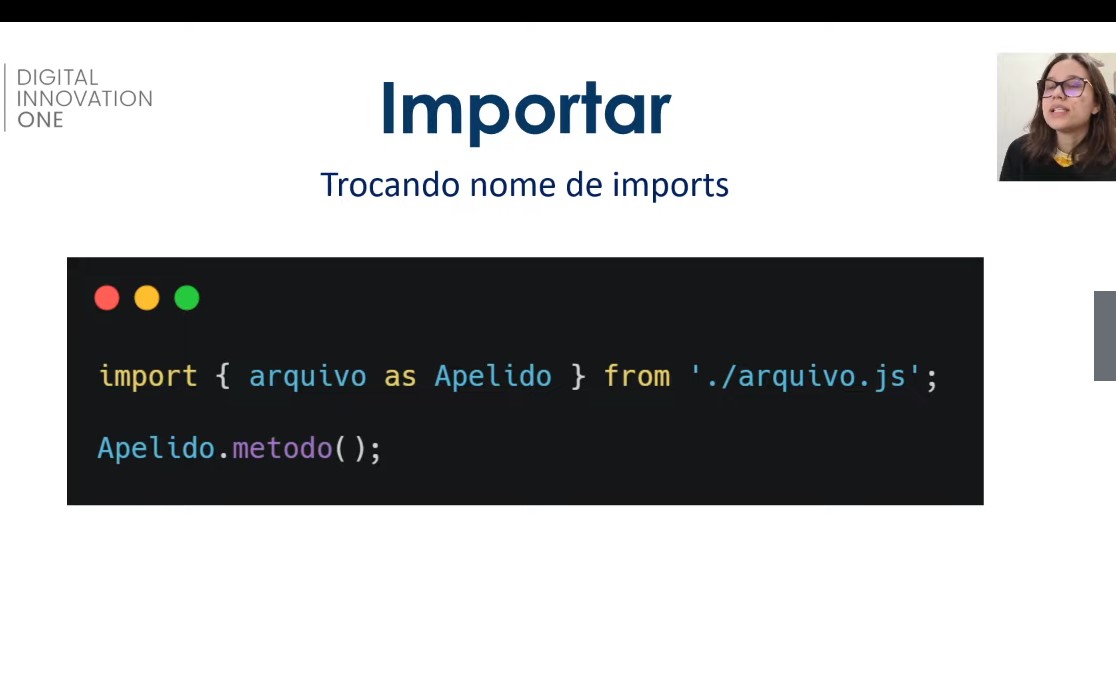 DIGITAL
INNOVATION
ONE
Importar
Trocando nome de imports
import { arquivo as Apelido } from './arquivo.js';
Apelido.metodo();